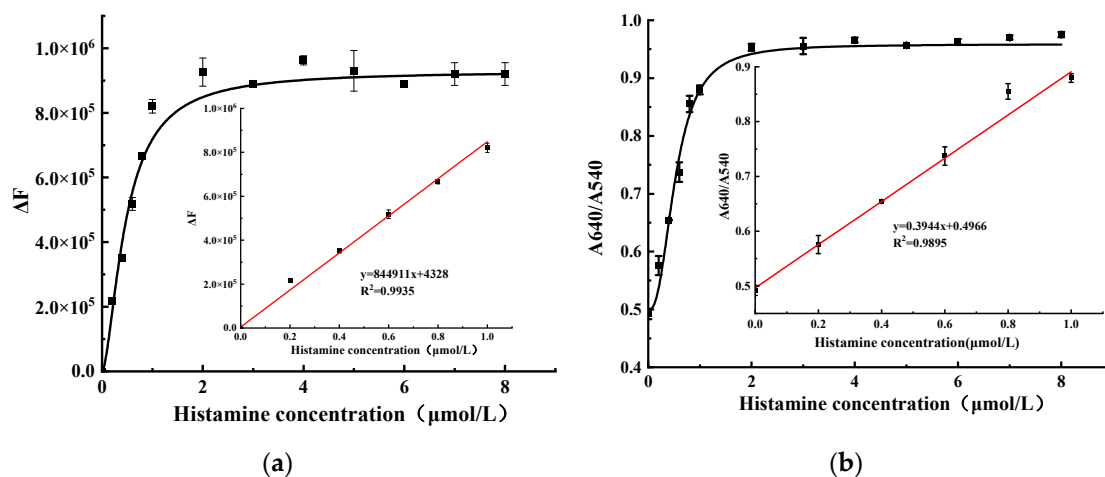 1.0×10⁶
8.0×10⁵
6.0×10⁵
4.0×10⁵
2.0×10⁵
0.0
ΔF
0 2 4 6 8
Histamine concentration（μmol/L）
1.0×10⁶
8.0×10⁵
6.0×10⁵
4.0×10⁵
2.0×10⁵
0.0
ΔF
y=844911x+4328
R²=0.9935
0.0 0.2 0.4 0.6 0.8 1.0
Histamine concentration（μmol/L）
(a)
1.0
0.9
0.8
0.7
0.6
0.5
0.4
A640/A540
0 2 4 6 8
Histamine concentration（μmol/L）
0.9
0.8
0.7
0.6
0.5
A640/A540
y=0.3944x+0.4966
R²=0.9895
0.0 0.2 0.4 0.6 0.8 1.0
Histamine concentration(μmol/L)
(b)